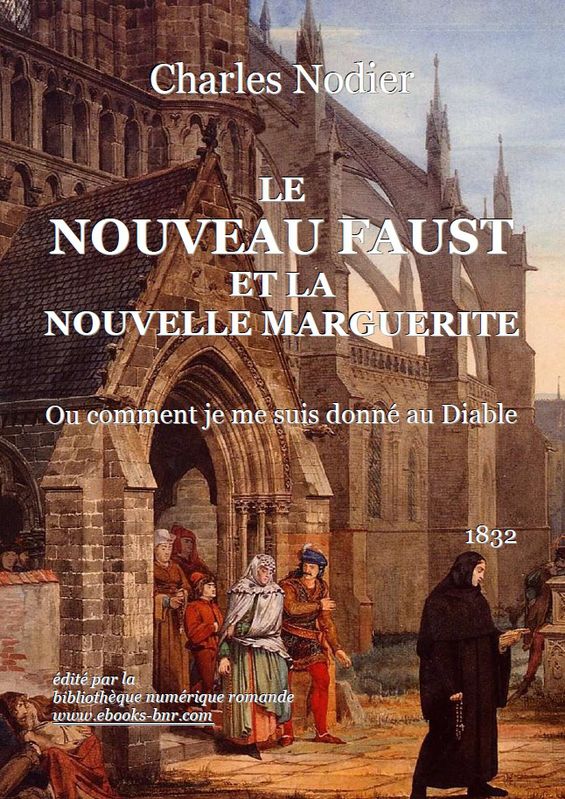 Charles Nodier
LE
NOUVEAU FAUST
ET LA
NOUVELLE MARGUERITE
Ou comment je me suis donné au Diable
1832
édité par la
bibliothèque numérique romande
www.ebooks-bnr.com